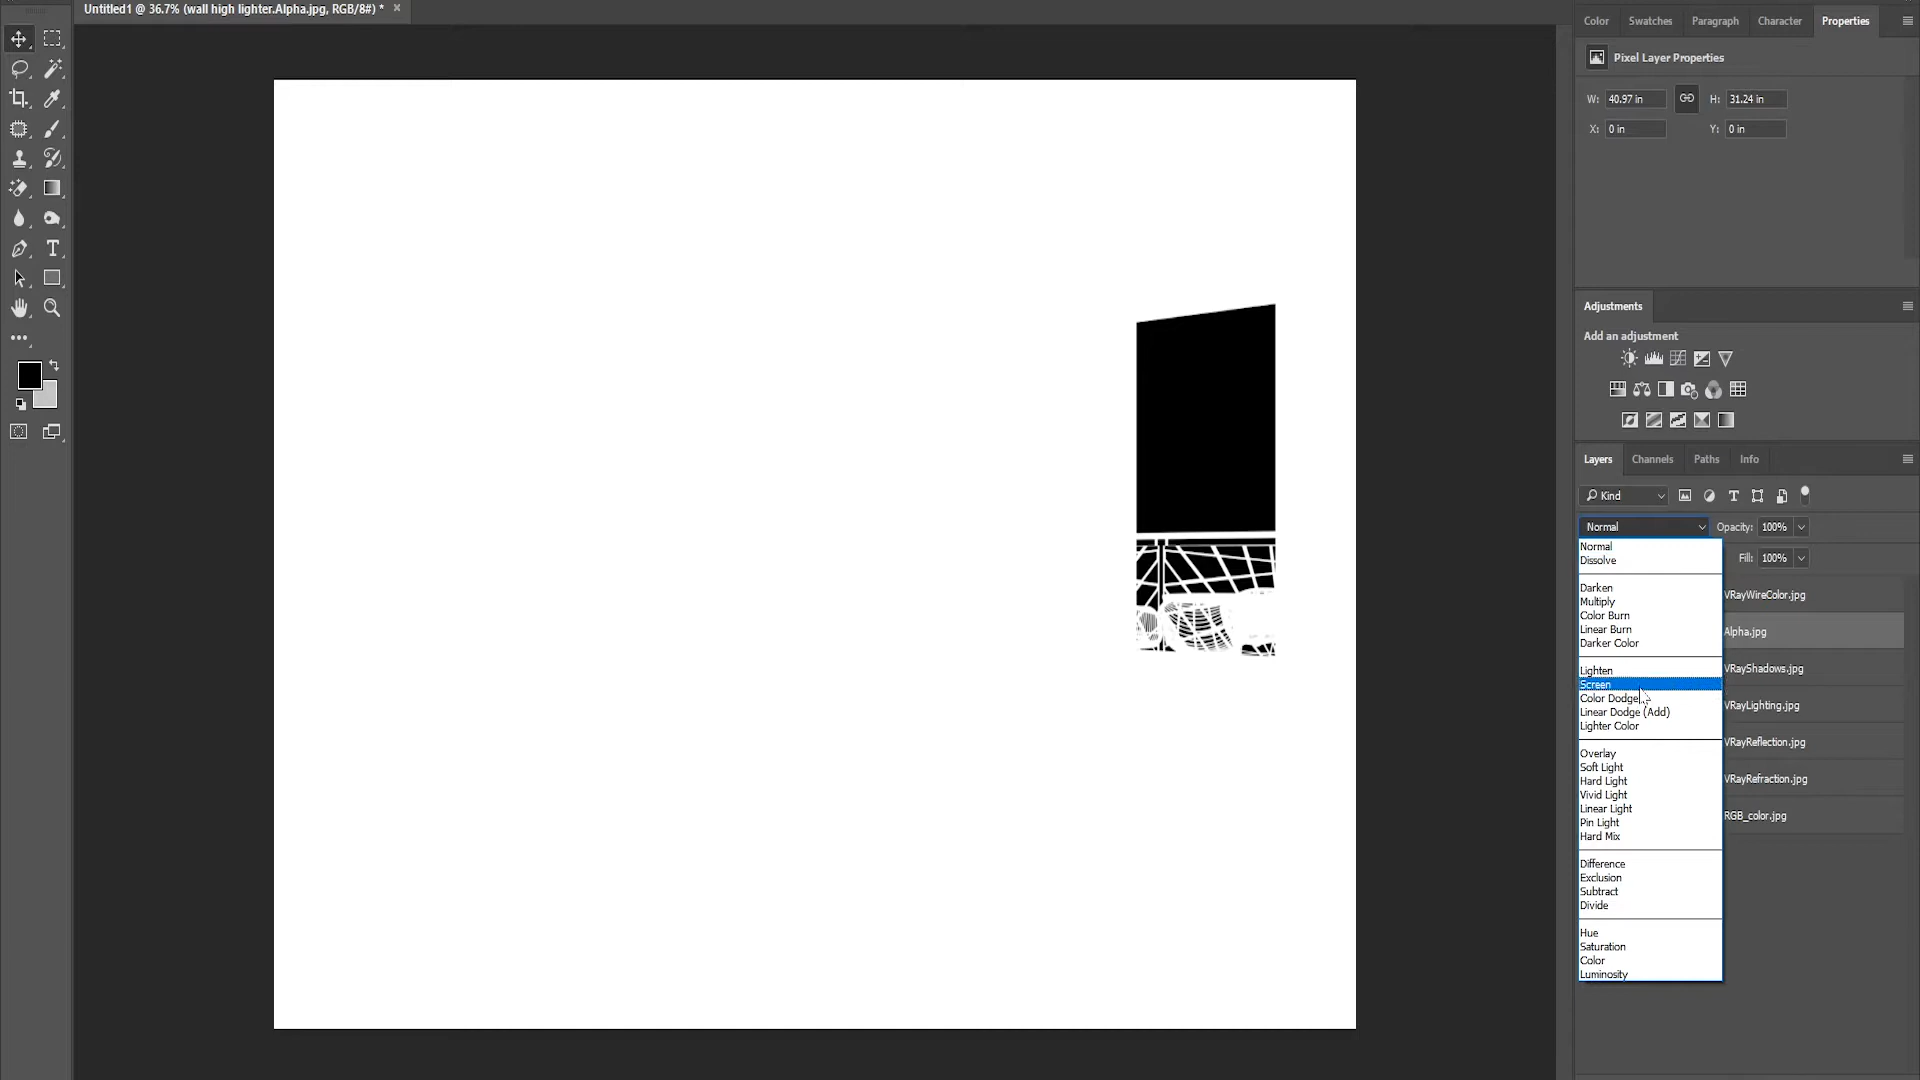 Untitled1 @ 36.7% (wall high lighter.Alpha.jpg, RGB/8#) * ×
Color Swatches Paragraph Character Properties
Pixel Layer Properties
W: 40.97 in H: 31.24 in
X: 0 in Y: 0 in
Adjustments
Add an adjustment
Layers Channels Paths Info
Kind
Normal Opacity: 100%
Fill: 100%
Normal
Dissolve
Darken
Multiply
Color Burn
Linear Burn
Darker Color
Lighten
Screen
Color Dodge
Linear Dodge (Add)
Lighter Color
Overlay
Soft Light
Hard Light
Vivid Light
Linear Light
Pin Light
Hard Mix
Difference
Exclusion
Subtract
Divide
Hue
Saturation
Color
Luminosity
VRayWireColor.jpg
Alpha.jpg
VRayShadows.jpg
VRayLighting.jpg
VRayReflection.jpg
VRayRefraction.jpg
RGB_color.jpg